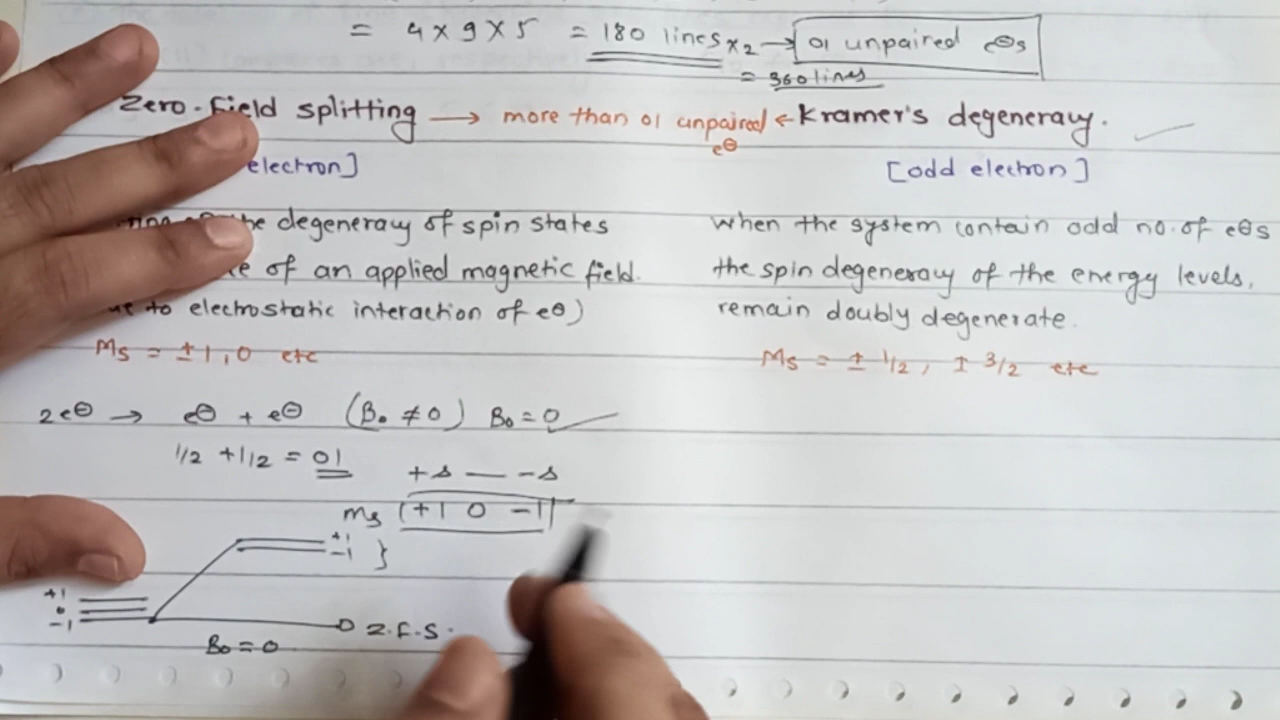 = 4 × 9 × 5 = 180 lines ×2 → 01 unpaired e⊖s
= 360 lines
Zero-field splitting → more than 01 unpaired e⊖ ← Kramer's degeneracy.
electron]
[odd electron]
the degeneracy of spin states
of an applied magnetic field.
to electrostatic interaction of e⊖)
Ms = ±1, 0 etc
When the system contain odd no. of e⊖s
the spin degeneracy of the energy levels,
remain doubly degenerate.
Ms = ± 1/2, ± 3/2 etc
2e⊖ → e⊖ + e⊖ (B₀ ≠ 0) B₀ = 0
1/2 + 1/2 = 01
+s — -s
ms +1 0 -1
+1
-1 }
+1
0
-1
0 Z.F.S.
B₀ = 0